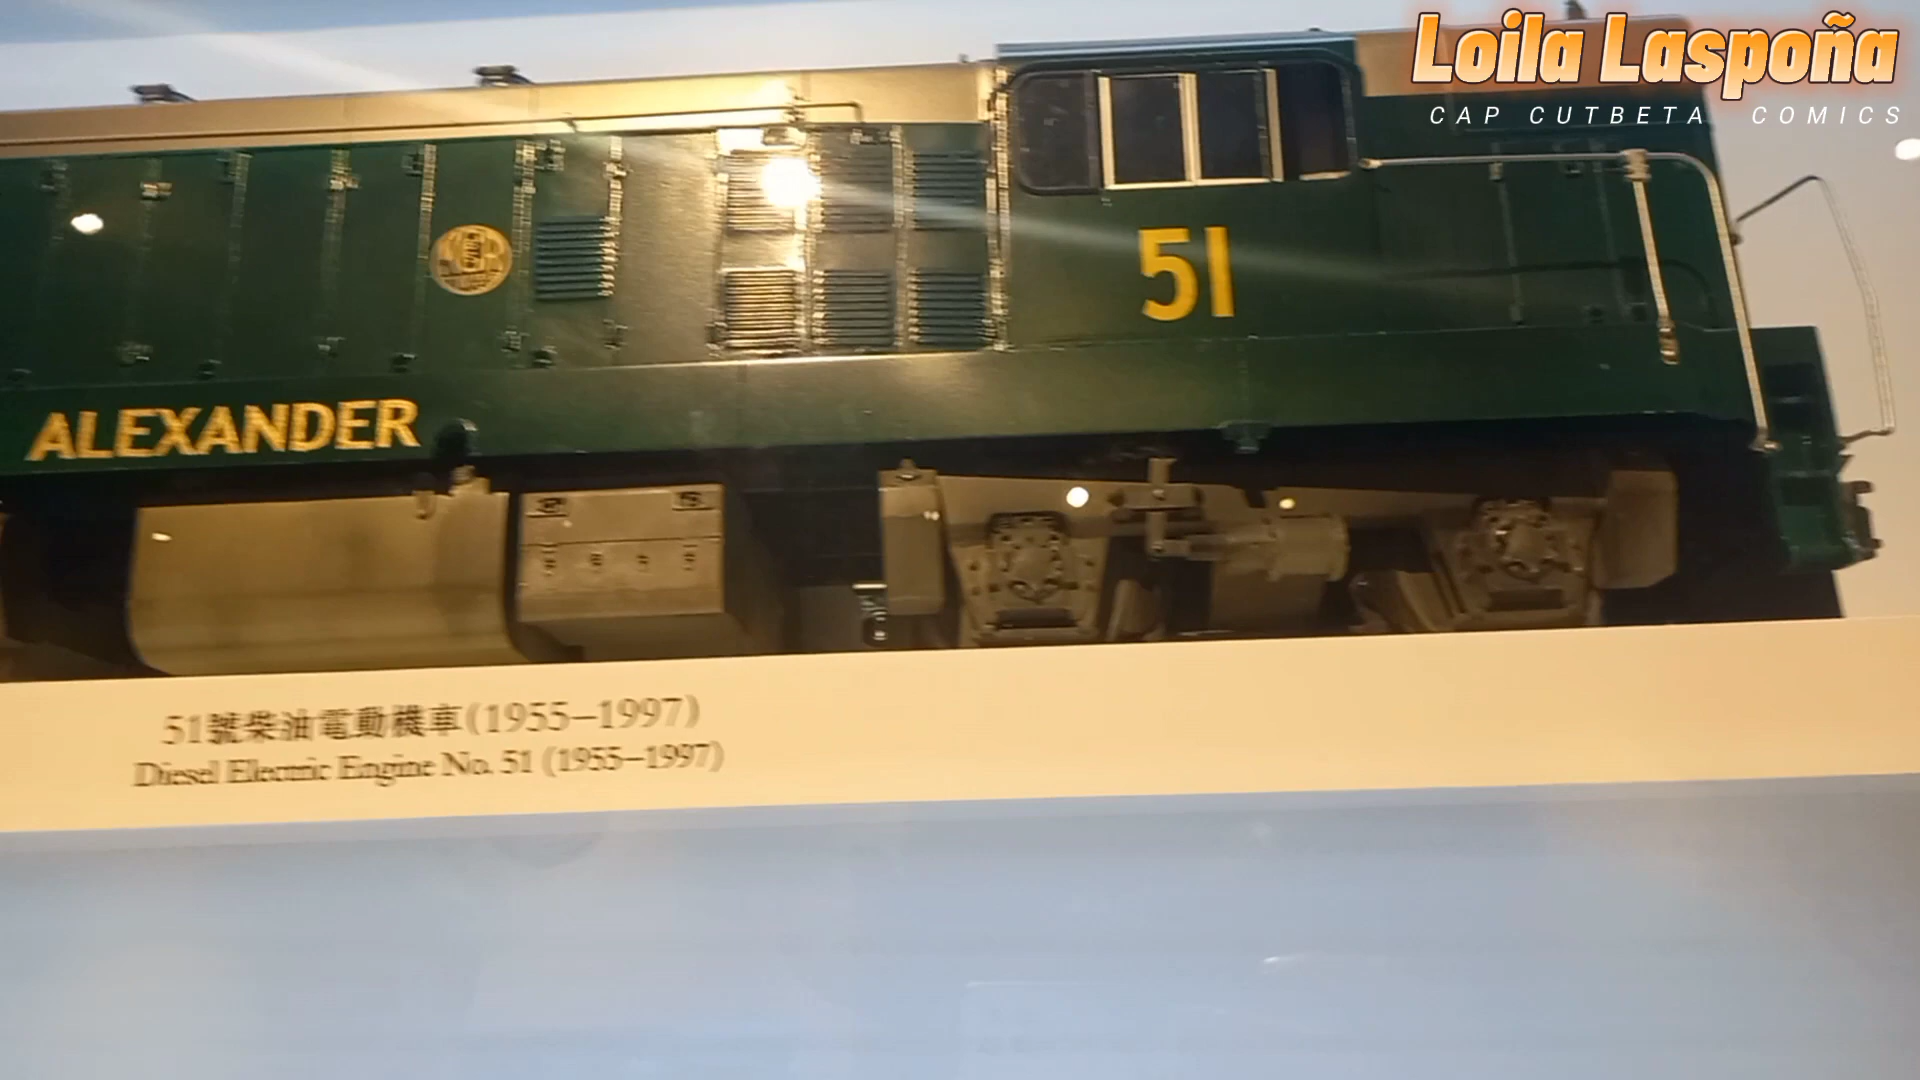 Loila Laspoña
CAP CUTBETA COMICS
51
ALEXANDER
51號柴油電動機車(1955–1997)
Diesel Electric Engine No. 51 (1955–1997)